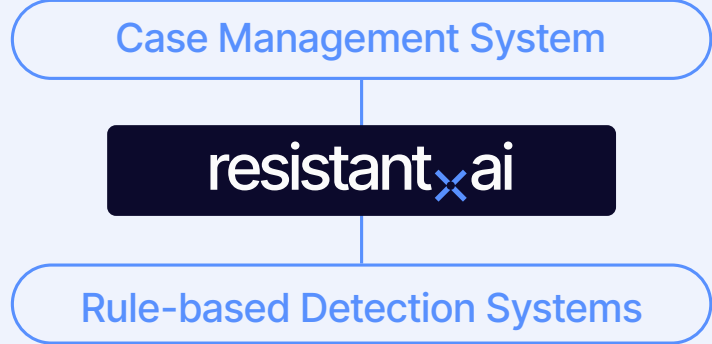 Case Management System
resistant ai
Rule-based Detection Systems